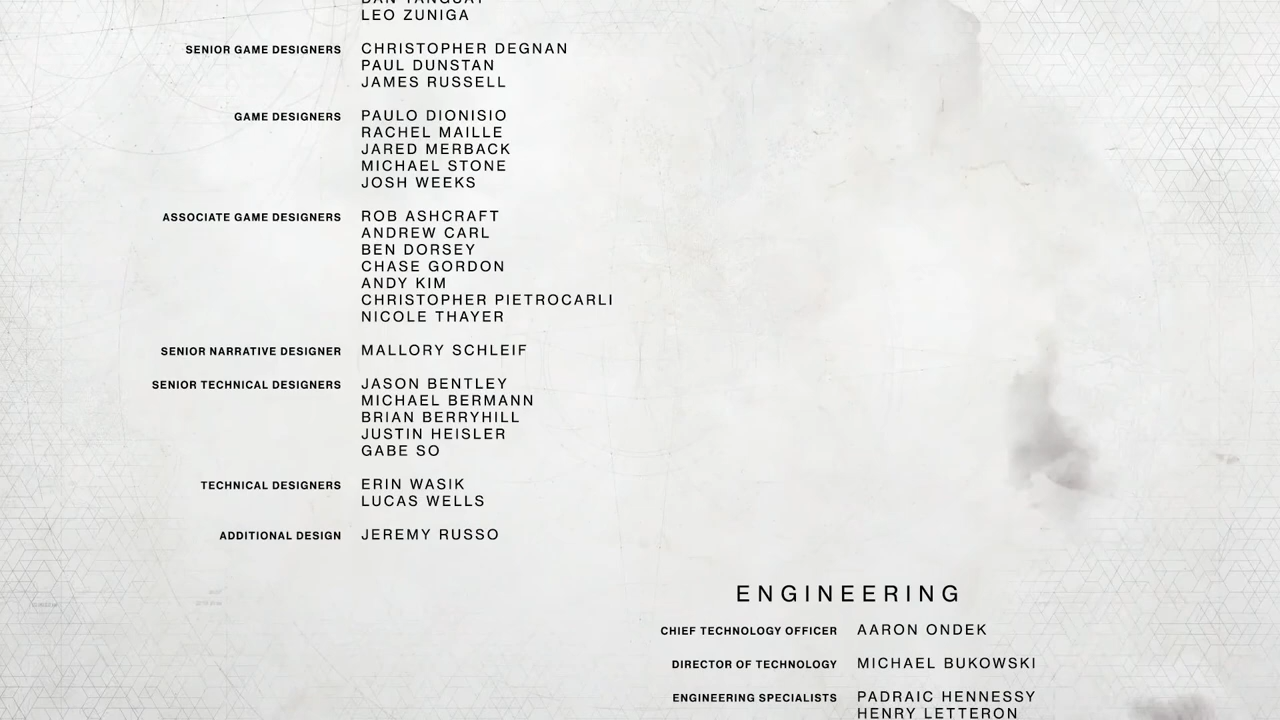 LEO ZUNIGA
SENIOR GAME DESIGNERS CHRISTOPHER DEGNAN
PAUL DUNSTAN
JAMES RUSSELL
GAME DESIGNERS PAULO DIONISIO
RACHEL MAILLE
JARED MERBACK
MICHAEL STONE
JOSH WEEKS
ASSOCIATE GAME DESIGNERS ROB ASHCRAFT
ANDREW CARL
BEN DORSEY
CHASE GORDON
ANDY KIM
CHRISTOPHER PIETROCARLI
NICOLE THAYER
SENIOR NARRATIVE DESIGNER MALLORY SCHLEIF
SENIOR TECHNICAL DESIGNERS JASON BENTLEY
MICHAEL BERMANN
BRIAN BERRYHILL
JUSTIN HEISLER
GABE SO
TECHNICAL DESIGNERS ERIN WASIK
LUCAS WELLS
ADDITIONAL DESIGN JEREMY RUSSO
ENGINEERING
CHIEF TECHNOLOGY OFFICER AARON ONDEK
DIRECTOR OF TECHNOLOGY MICHAEL BUKOWSKI
ENGINEERING SPECIALISTS PADRAIC HENNESSY
HENRY LETTERON